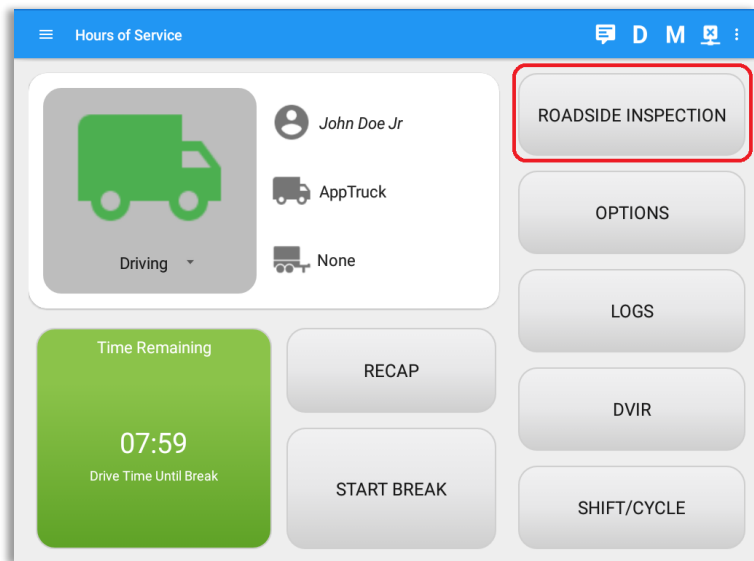 Hours of Service
D M
John Doe Jr
AppTruck
None
Driving
Time Remaining
07:59
Drive Time Until Break
RECAP
START BREAK
ROADSIDE INSPECTION
OPTIONS
LOGS
DVIR
SHIFT/CYCLE